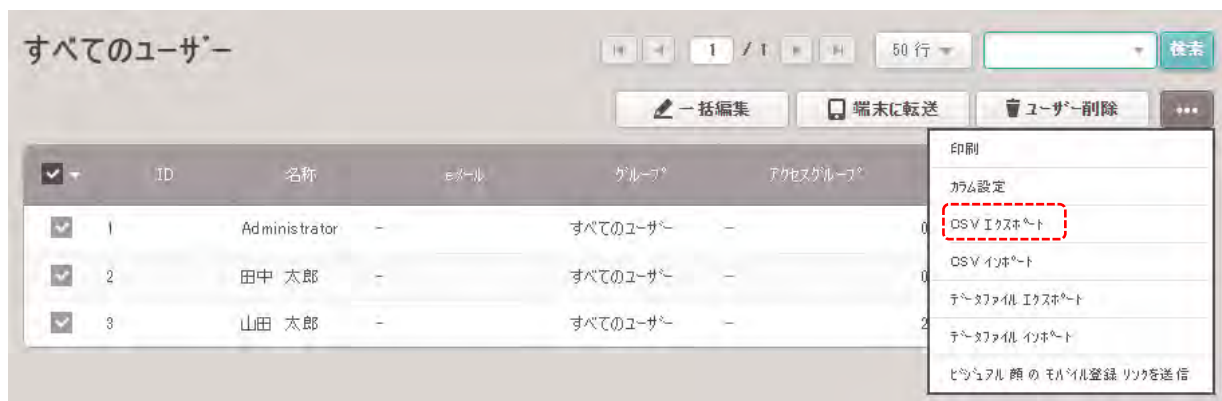 すべてのユーザー
1 / 1
50 行
検索
一括編集
端末に転送
ユーザー削除
ID 名称 eメール グループ アクセスグループ
1 Administrator - すべてのユーザー - 0
2 田中 太郎 - すべてのユーザー - 0
3 山田 太郎 - すべてのユーザー - 2
印刷
カラム設定
CSV エクスポート
CSV インポート
データファイル エクスポート
データファイル インポート
ビジュアル 顔 の モバイル登録 リンクを送信